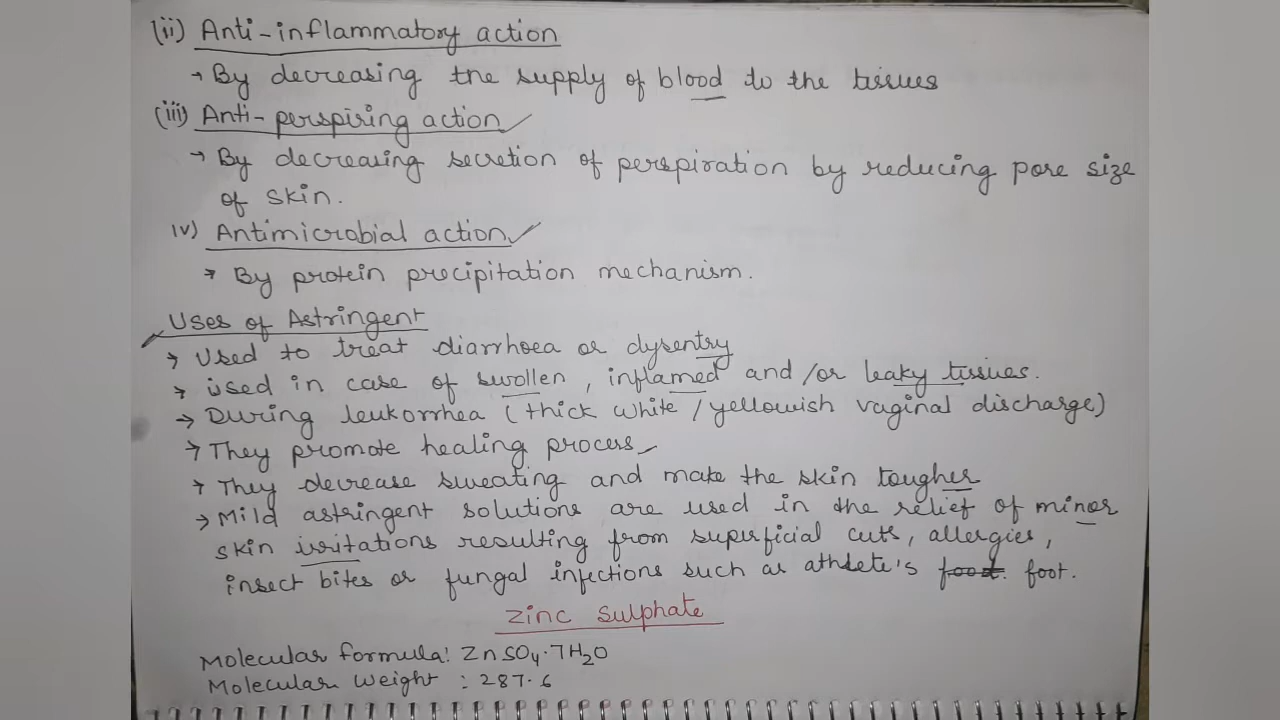 (ii) Anti-inflammatory action
→ By decreasing the supply of blood to the tissues
(iii) Anti-perspiring action
→ By decreasing secretion of perspiration by reducing pore size
of skin.
iv) Antimicrobial action
→ By protein precipitation mechanism.
Uses of Astringent
→ Used to treat diarrhoea or dysentry
→ used in case of swollen, inflamed and/or leaky tissues.
→ During leukorrhea (thick white/yellowish vaginal discharge)
→ They promote healing process
→ They decrease sweating and make the skin tougher
→ Mild astringent solutions are used in the relief of minor
skin irritations resulting from superficial cuts, allergies,
insect bites or fungal infections such as athlete's foot. foot.
Zinc Sulphate
Molecular formula: ZnSO₄·7H₂O
Molecular Weight : 287.6